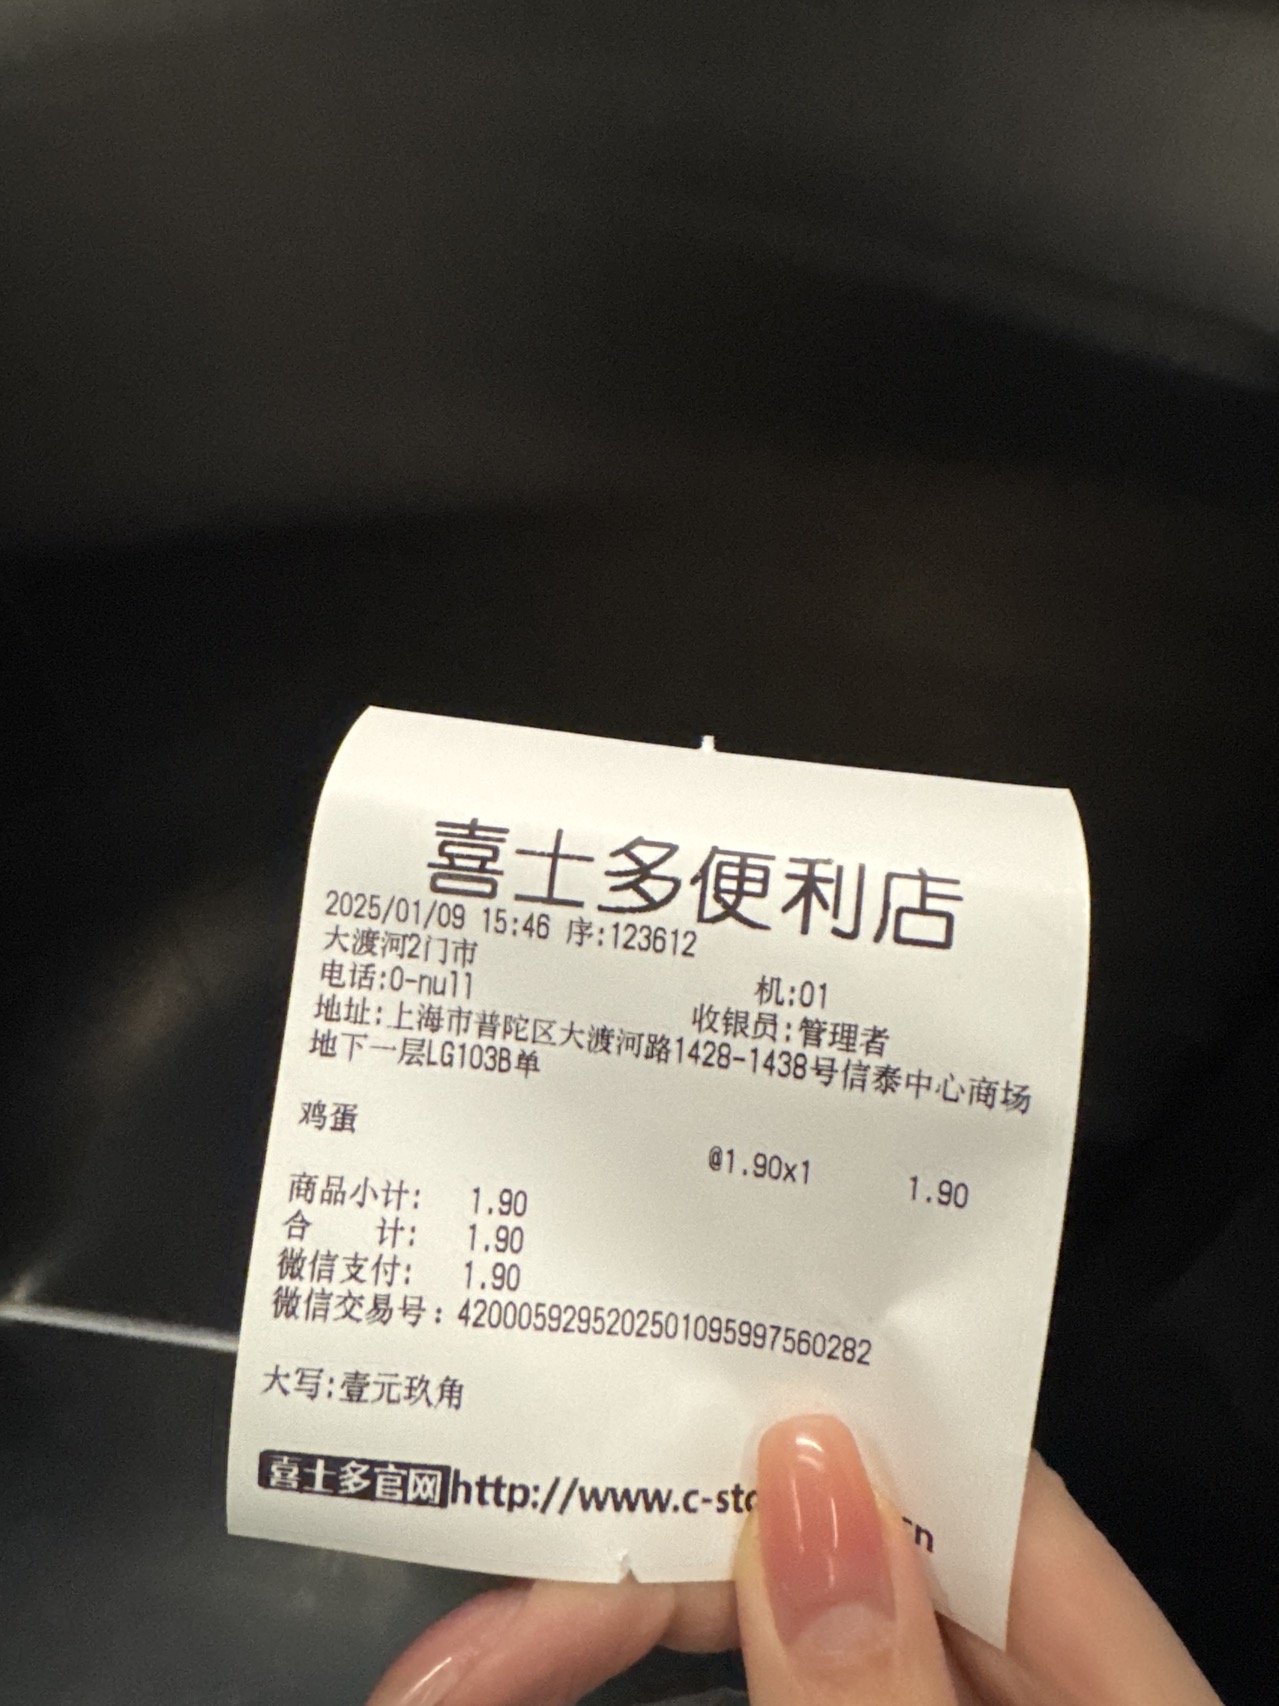 喜士多便利店
2025/01/09 15:46 序:123612
大渡河2门市 机:01
电话:0-null 收银员:管理者
地址:上海市普陀区大渡河路1428-1438号信泰中心商场
地下一层LG103B单
鸡蛋
@1.90x1 1.90
商品小计: 1.90
合 计: 1.90
微信支付: 1.90
微信交易号:4200059295202501095997560282
大写:壹元玖角
喜士多官网http://www.c-sto